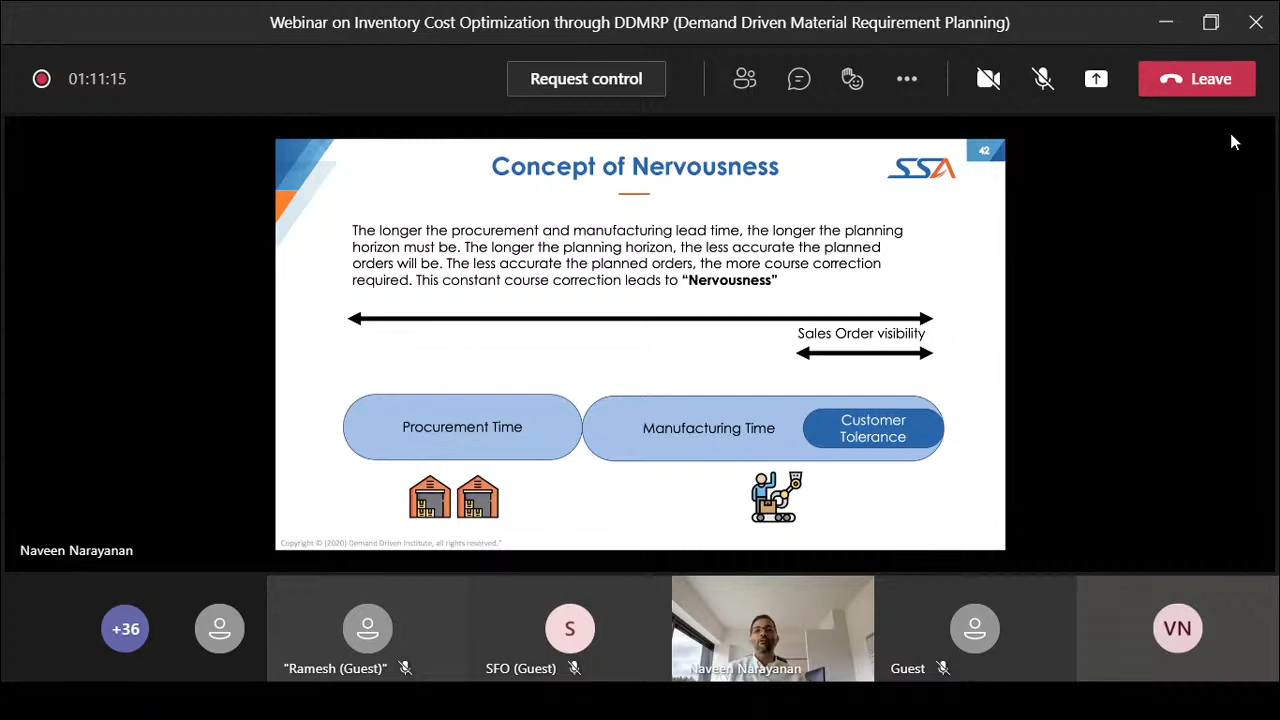 Webinar on Inventory Cost Optimization through DDMRP (Demand Driven Material Requirement Planning)
01:11:15
Request control
Leave
42
Concept of Nervousness
SSA
The longer the procurement and manufacturing lead time, the longer the planning
horizon must be. The longer the planning horizon, the less accurate the planned
orders will be. The less accurate the planned orders, the more course correction
required. This constant course correction leads to “Nervousness”
Sales Order visibility
Procurement Time
Manufacturing Time
Customer
Tolerance
Copyright © (2020) Demand Driven Institute, all rights reserved."
Naveen Narayanan
+36
S
VN
"Ramesh (Guest)"
SFO (Guest)
Naveen Narayanan
Guest